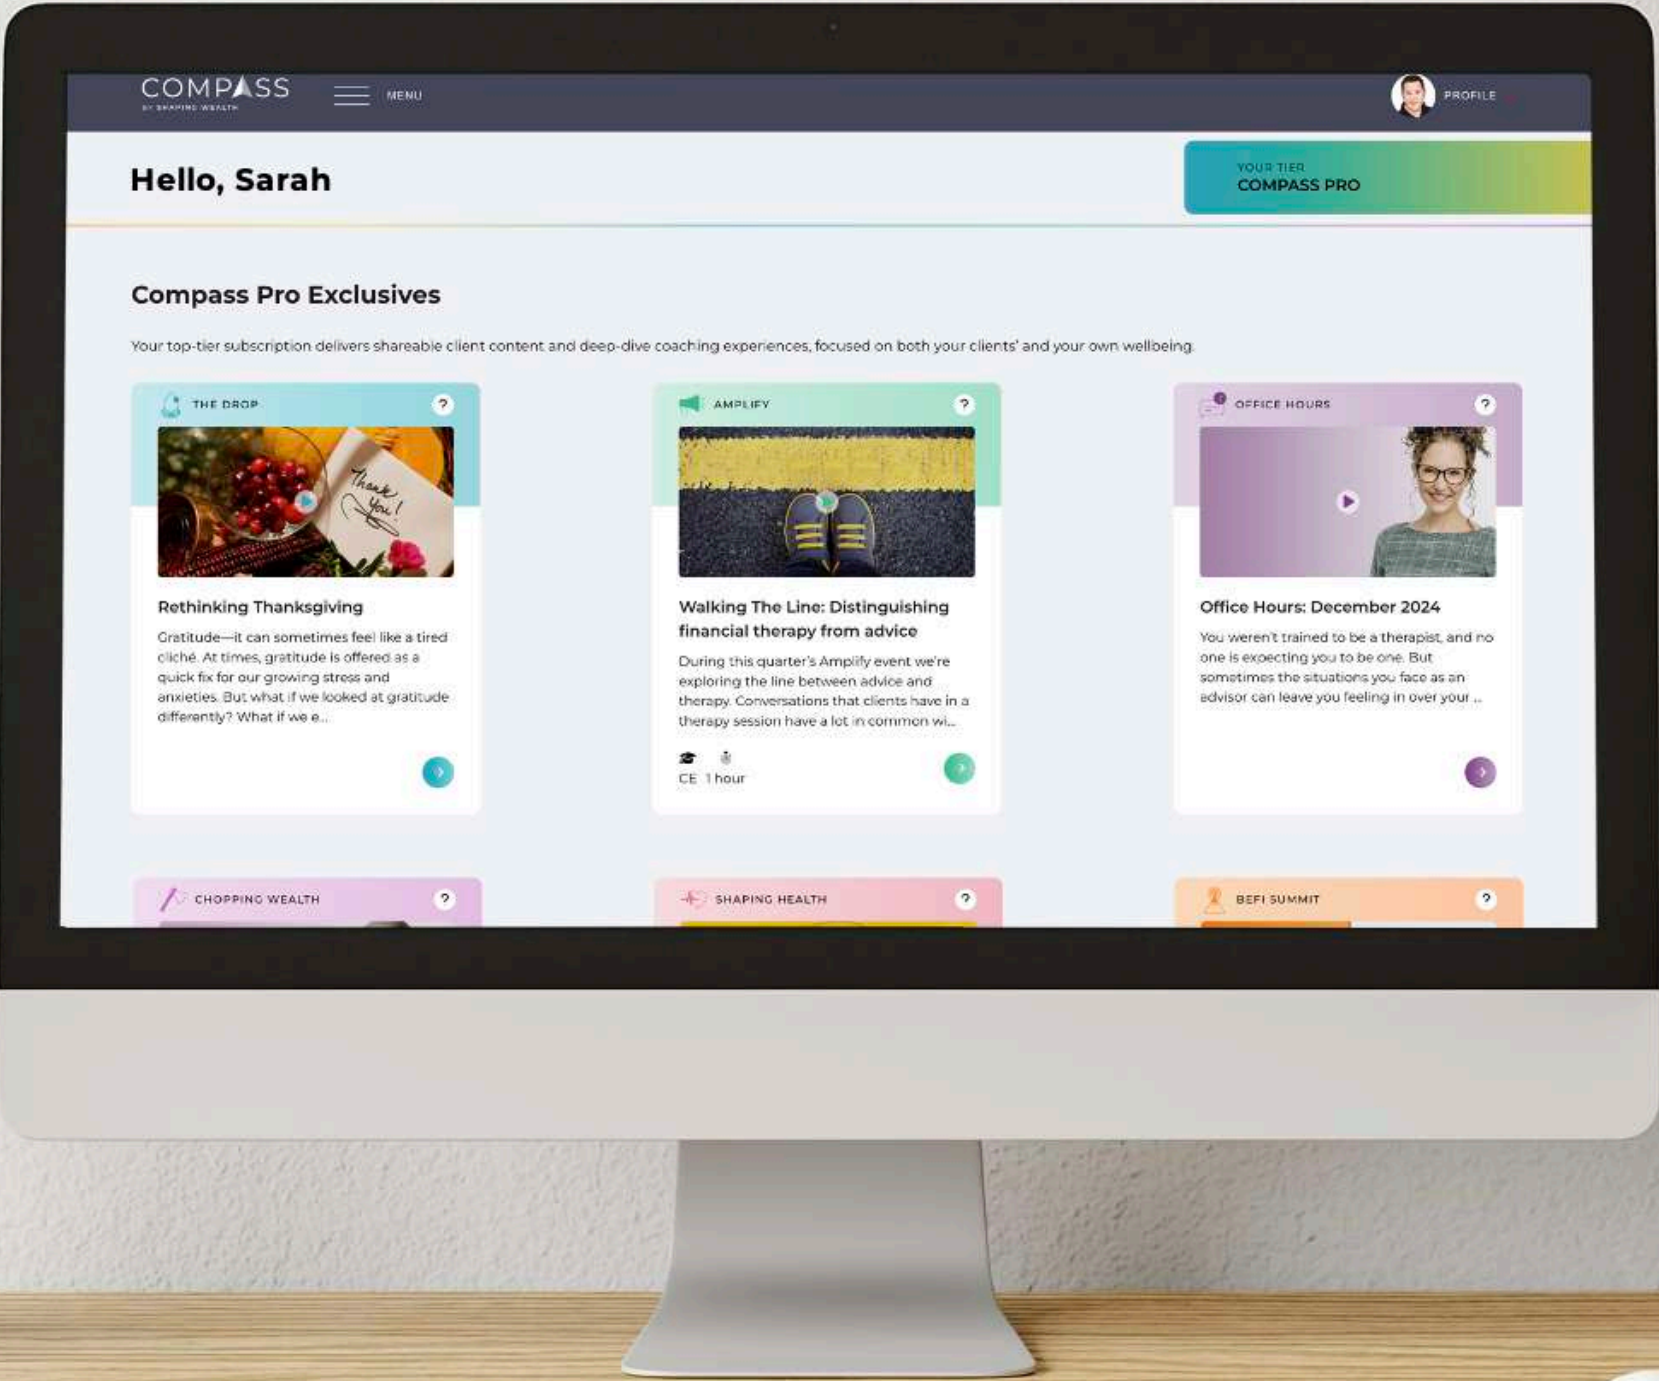 COMPASS
BY SHAPING WEALTH
MENU
PROFILE
Hello, Sarah
YOUR TIER
COMPASS PRO
Compass Pro Exclusives
Your top-tier subscription delivers shareable client content and deep-dive coaching experiences, focused on both your clients' and your own wellbeing.
THE DROP
?
Thank
You!
Rethinking Thanksgiving
Gratitude—it can sometimes feel like a tired
cliché. At times, gratitude is offered as a
quick fix for our growing stress and
anxieties. But what if we looked at gratitude
differently? What if we e...
AMPLIFY
?
Walking The Line: Distinguishing
financial therapy from advice
During this quarter's Amplify event we're
exploring the line between advice and
therapy. Conversations that clients have in a
therapy session have a lot in common wi...
CE 1 hour
OFFICE HOURS
?
Office Hours: December 2024
You weren't trained to be a therapist, and no
one is expecting you to be one. But
sometimes the situations you face as an
advisor can leave you feeling in over your ...
CHOPPING WEALTH
?
SHAPING HEALTH
?
BEFI SUMMIT
?